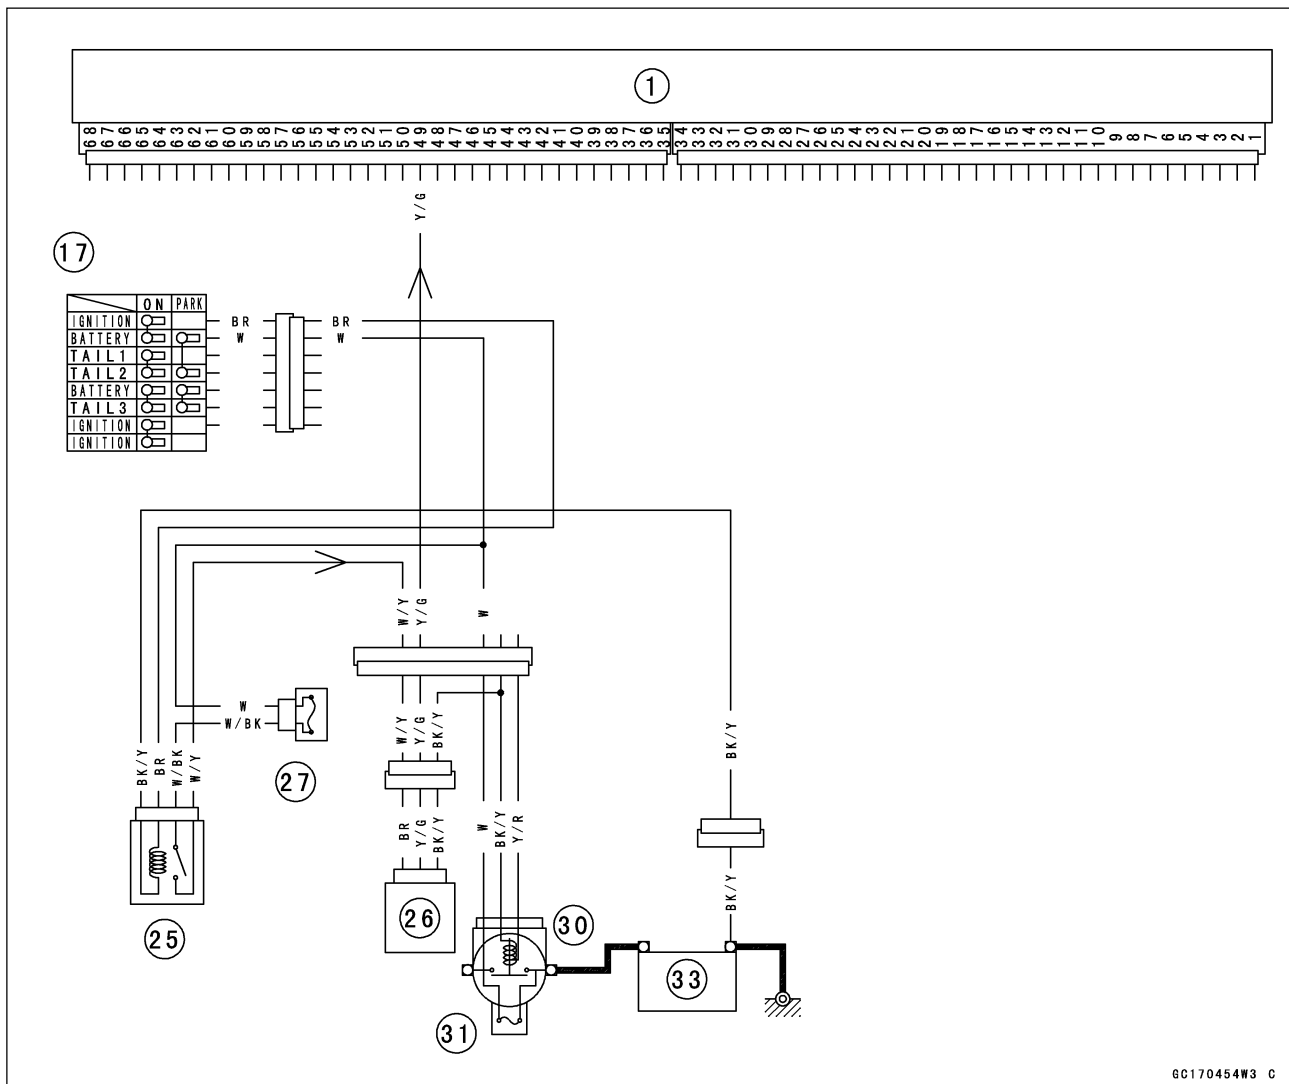 1
68 67 66 65 64 63 62 61 60 59 58 57 56 55 54 53 52 51 50 49 48 47 46 45 44 43 42 41 40 39 38 37 36 35 34 33 32 31 30 29 28 27 26 25 24 23 22 21 20 19 18 17 16 15 14 13 12 11 10 9 8 7 6 5 4 3 2 1
Y/G
17
ON PARK
IGNITION
BATTERY
TAIL1
TAIL2
BATTERY
TAIL3
IGNITION
IGNITION
BR BR
W W
W/Y Y/G W
W
W/BK
BK/Y BR W/BK W/Y
27
W/Y Y/G BK/Y
BK/Y
BR Y/G BK/Y
W BK/Y Y/R
BK/Y
25
26
30
33
31
GC170454W3 C